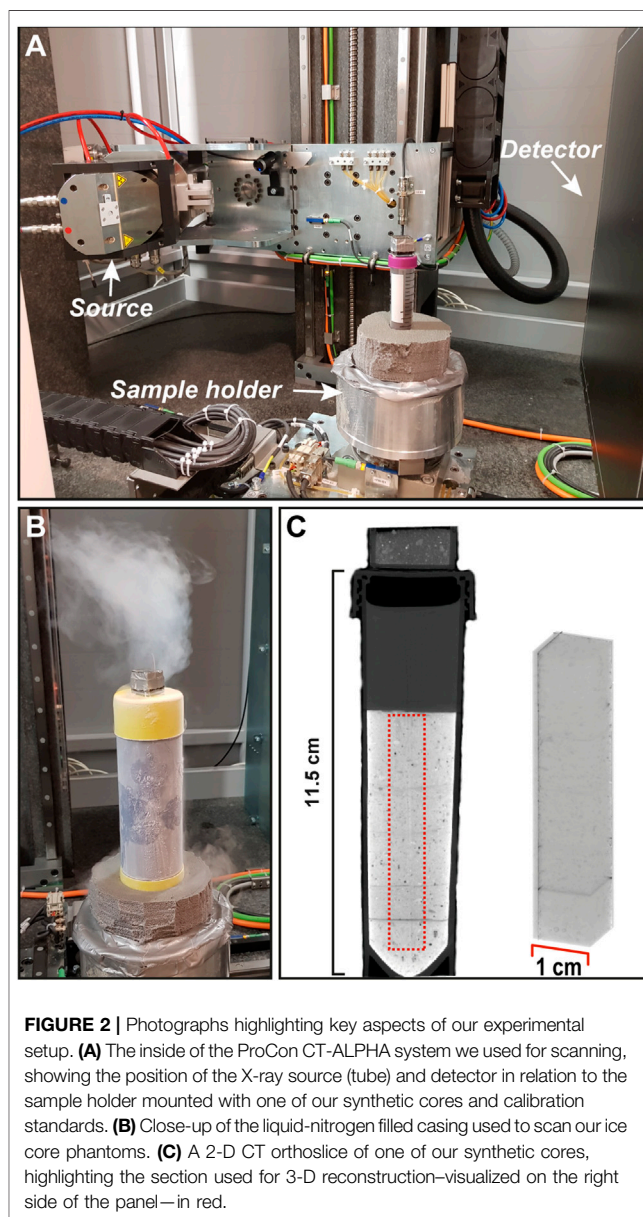 A
Detector
Source
Sample holder
B
C
11.5 cm
1 cm
FIGURE 2 | Photographs highlighting key aspects of our experimental
setup. (A) The inside of the ProCon CT-ALPHA system we used for scanning,
showing the position of the X-ray source (tube) and detector in relation to the
sample holder mounted with one of our synthetic cores and calibration
standards. (B) Close-up of the liquid-nitrogen filled casing used to scan our ice
core phantoms. (C) A 2-D CT orthoslice of one of our synthetic cores,
highlighting the section used for 3-D reconstruction–visualized on the right
side of the panel—in red.